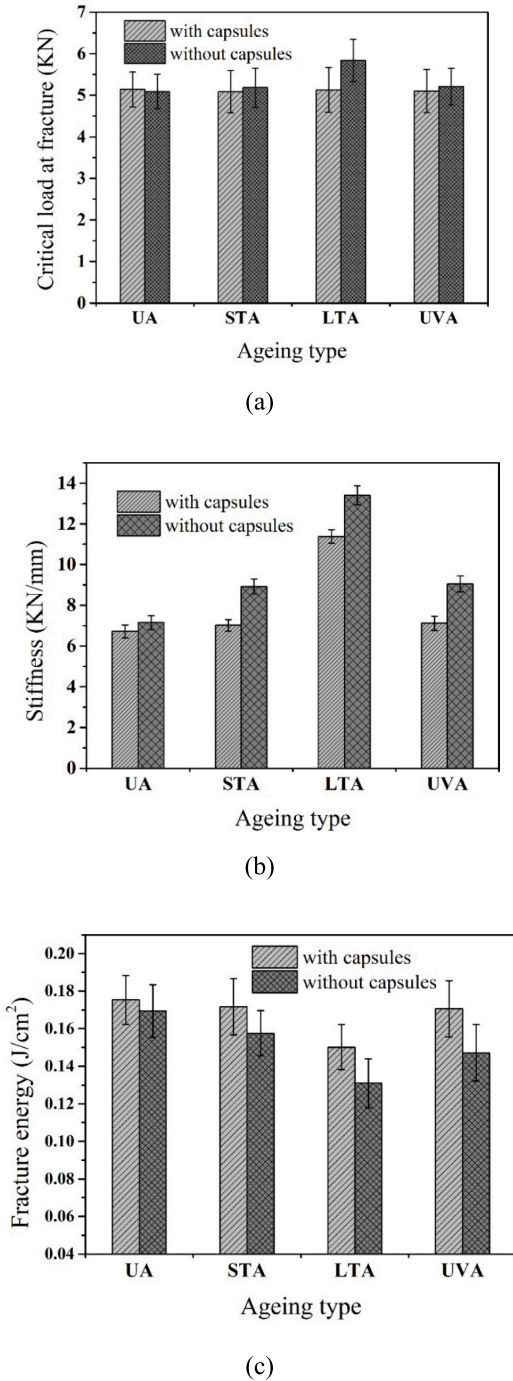 7
6
5
4
3
2
1
0
Critical load at fracture (KN)
with capsules
without capsules
UA STA LTA UVA
Ageing type
(a)
14
12
10
8
6
4
2
0
Stiffness (KN/mm)
with capsules
without capsules
UA STA LTA UVA
Ageing type
(b)
0.20
0.18
0.16
0.14
0.12
0.10
0.08
0.06
0.04
Fracture energy (J/cm²)
with capsules
without capsules
UA STA LTA UVA
Ageing type
(c)